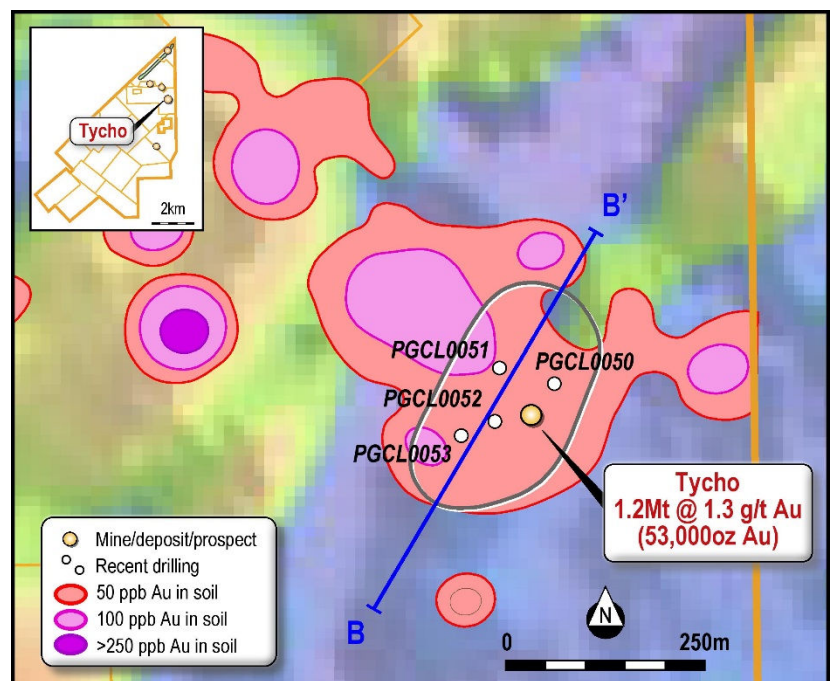 Tycho
2km
B'
PGCL0051
PGCL0050
PGCL0052
PGCL0053
Tycho
1.2Mt @ 1.3 g/t Au
(53,000oz Au)
Mine/deposit/prospect
Recent drilling
50 ppb Au in soil
100 ppb Au in soil
>250 ppb Au in soil
B
N
0
250m